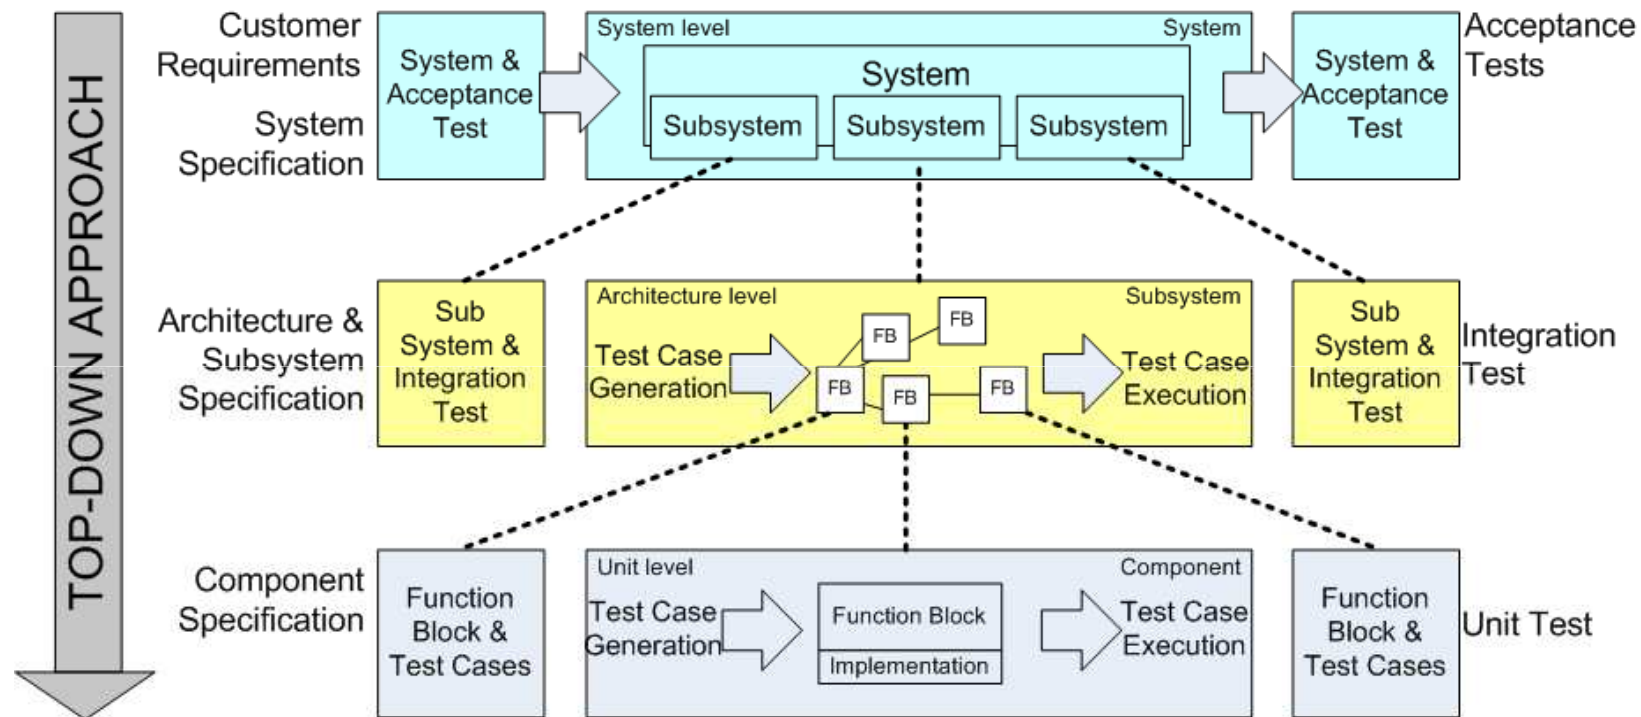 TOP-DOWN APPROACH
Customer
Requirements
System
Specification
System &
Acceptance
Test
System level
System
System
Subsystem
Subsystem
Subsystem
System &
Acceptance
Test
Acceptance
Tests
Architecture &
Subsystem
Specification
Sub
System &
Integration
Test
Architecture level
Subsystem
Test Case
Generation
FB
FB
FB
FB
FB
Test Case
Execution
Sub
System &
Integration
Test
Integration
Test
Component
Specification
Function
Block &
Test Cases
Unit level
Component
Test Case
Generation
Function Block
Implementation
Test Case
Execution
Function
Block &
Test Cases
Unit Test